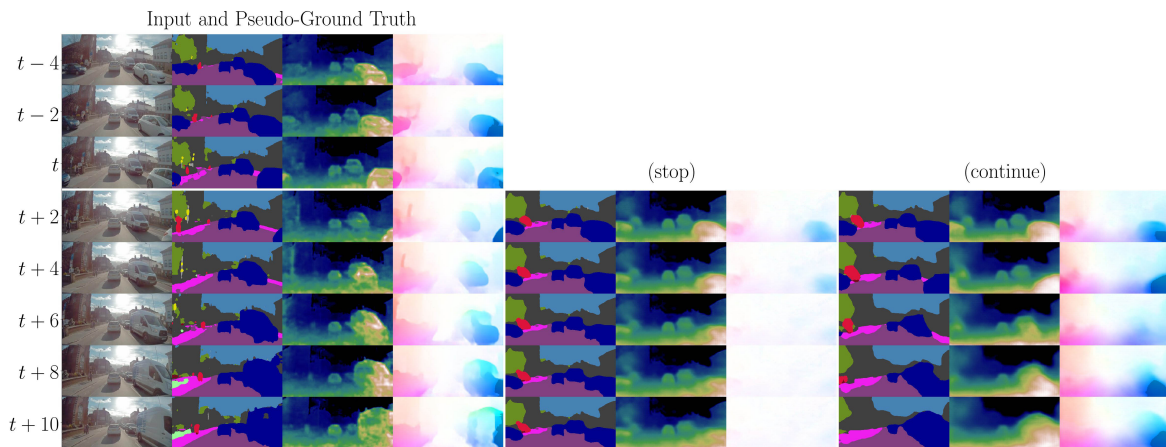 Input and Pseudo-Ground Truth
t − 4
t − 2
t
(stop)
(continue)
t + 2
t + 4
t + 6
t + 8
t + 10